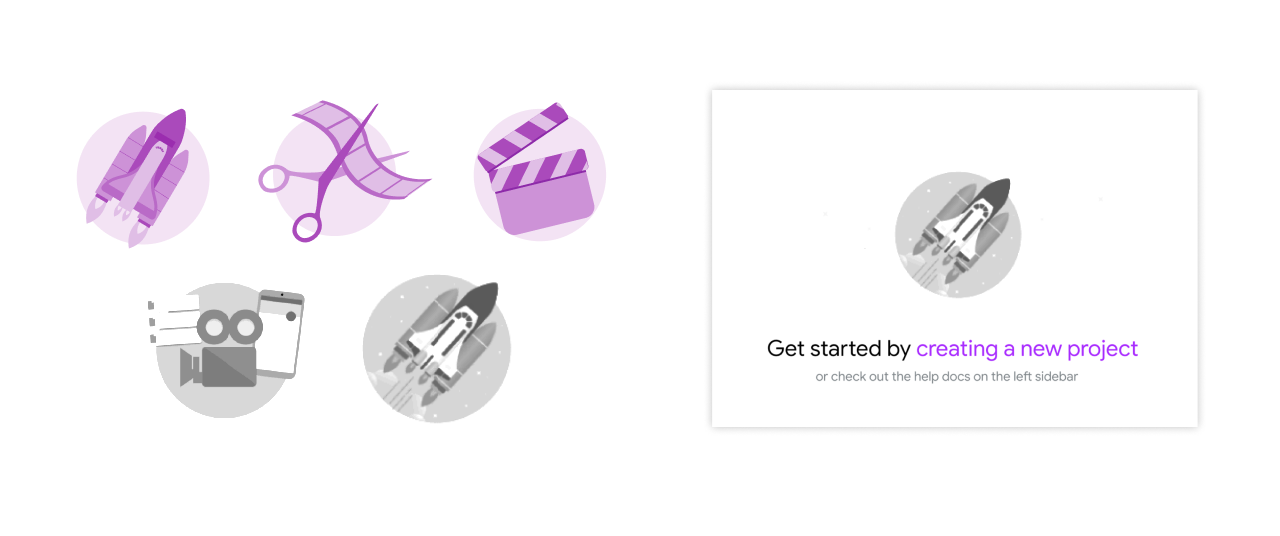 Get started by creating a new project
or check out the help docs on the left sidebar